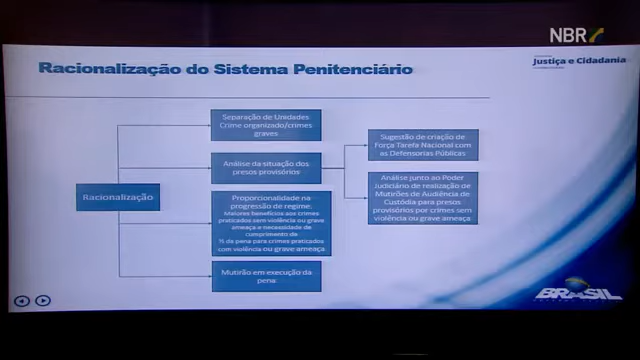 NBR
Justiça e Cidadania
Racionalização do Sistema Penitenciário
Separação de Unidades
Crime organizado/crimes
graves
Sugestão de criação de
Força Tarefa Nacional com
as Defensorias Públicas
Análise da situação dos
presos provisórios
Análise junto ao Poder
Judiciário de realização de
Mutirões de Audiência de
Custódia para presos
provisórios por crimes sem
violência ou grave ameaça
Racionalização
Proporcionalidade na
progressão de regime:
Maiores benefícios aos crimes
praticados sem violência ou grave
ameaça e necessidade de
cumprimento de
% da pena para crimes praticados
com violência ou grave ameaça
Mutirão em execução da
pena
BRASIL